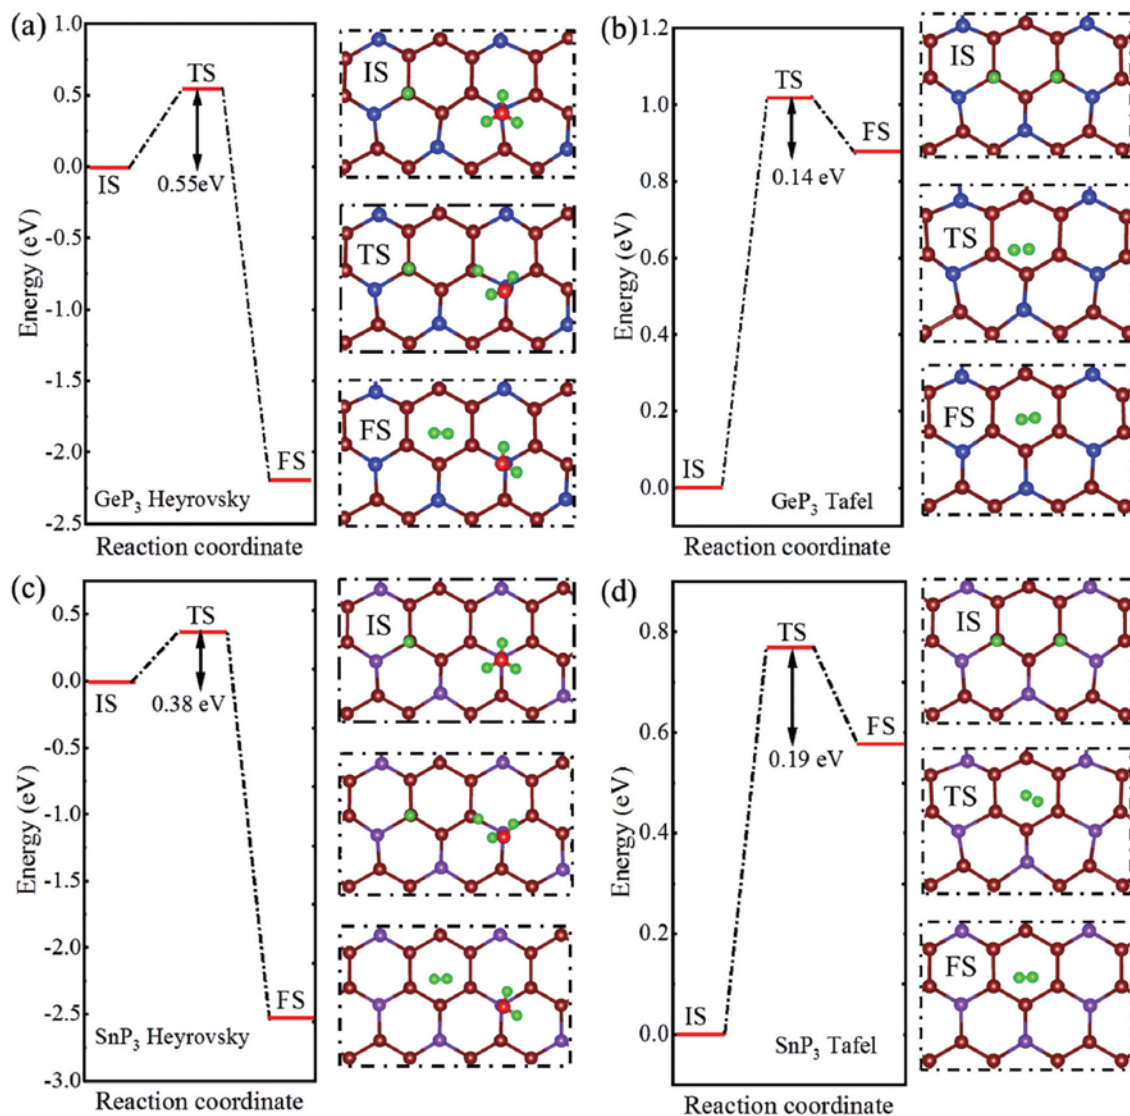 (a)
1.0
0.5
0.0
-0.5
-1.0
-1.5
-2.0
-2.5
Energy (eV)
TS
IS
0.55eV
FS
GeP3 Heyrovsky
Reaction coordinate
IS
TS
FS
(b)
1.2
1.0
0.8
0.6
0.4
0.2
0.0
Energy (eV)
TS
FS
0.14 eV
IS
GeP3 Tafel
Reaction coordinate
IS
TS
FS
(c)
0.5
0.0
-0.5
-1.0
-1.5
-2.0
-2.5
-3.0
Energy (eV)
TS
IS
0.38 eV
FS
SnP3 Heyrovsky
Reaction coordinate
IS
FS
(d)
0.8
0.6
0.4
0.2
0.0
Energy (eV)
TS
FS
0.19 eV
IS
SnP3 Tafel
Reaction coordinate
IS
TS
FS